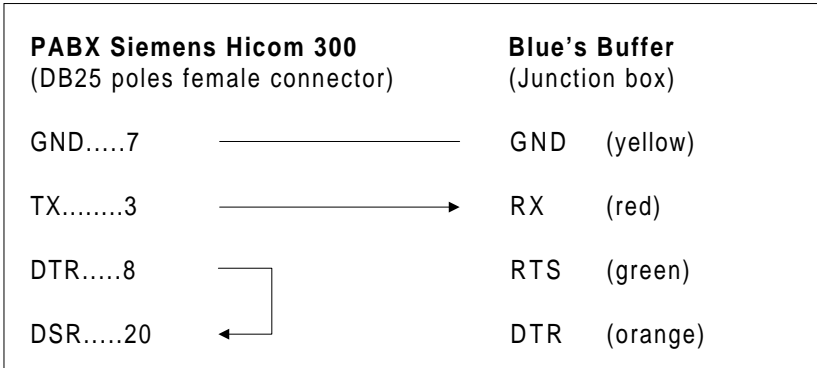 PABX Siemens Hicom 300 Blue's Buffer
(DB25 poles female connector) (Junction box)
GND.....7 GND (yellow)
TX........3 RX (red)
DTR.....8 RTS (green)
DSR.....20 DTR (orange)